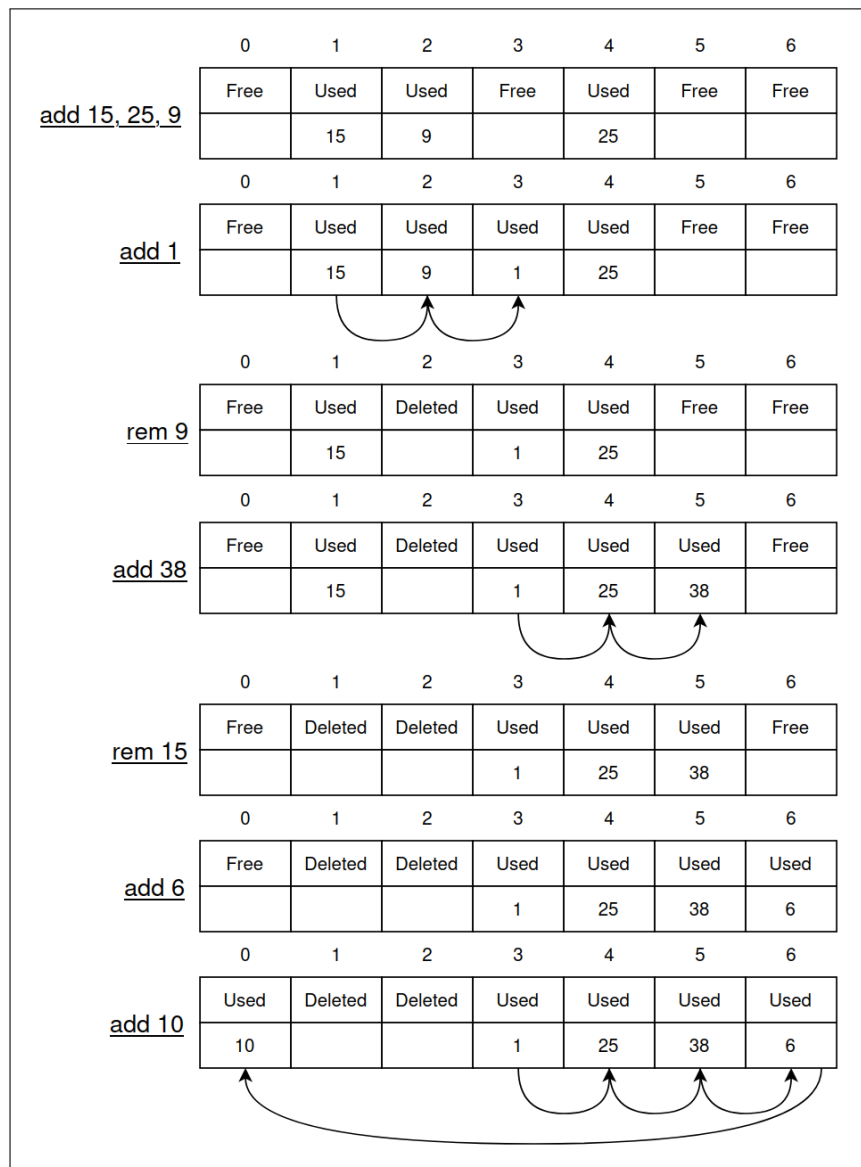 0 1 2 3 4 5 6
Free Used Used Free Used Free Free
add 15, 25, 9
15 9 25
0 1 2 3 4 5 6
Free Used Used Used Used Free Free
add 1
15 9 1 25
0 1 2 3 4 5 6
Free Used Deleted Used Used Free Free
rem 9
15 1 25
0 1 2 3 4 5 6
Free Used Deleted Used Used Used Free
add 38
15 1 25 38
0 1 2 3 4 5 6
Free Deleted Deleted Used Used Used Free
rem 15
1 25 38
0 1 2 3 4 5 6
Free Deleted Deleted Used Used Used Used
add 6
1 25 38 6
0 1 2 3 4 5 6
Used Deleted Deleted Used Used Used Used
add 10
10 1 25 38 6